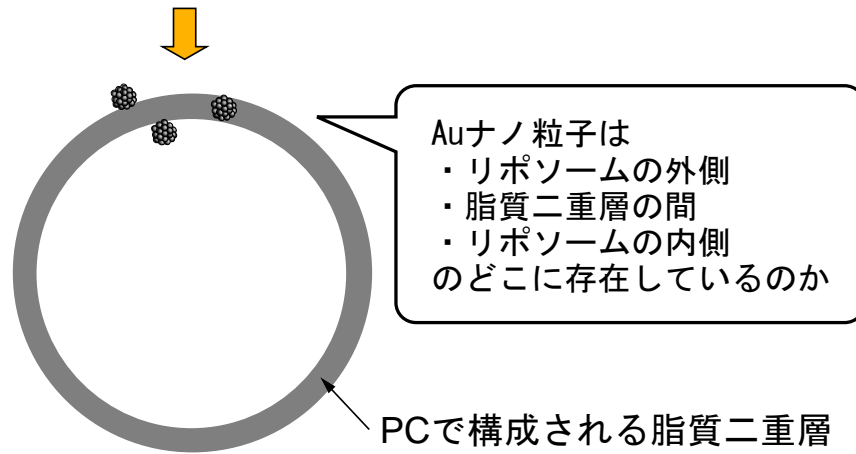 Auナノ粒子は
・リポソームの外側
・脂質二重層の間
・リポソームの内側
のどこに存在しているのか
PCで構成される脂質二重層